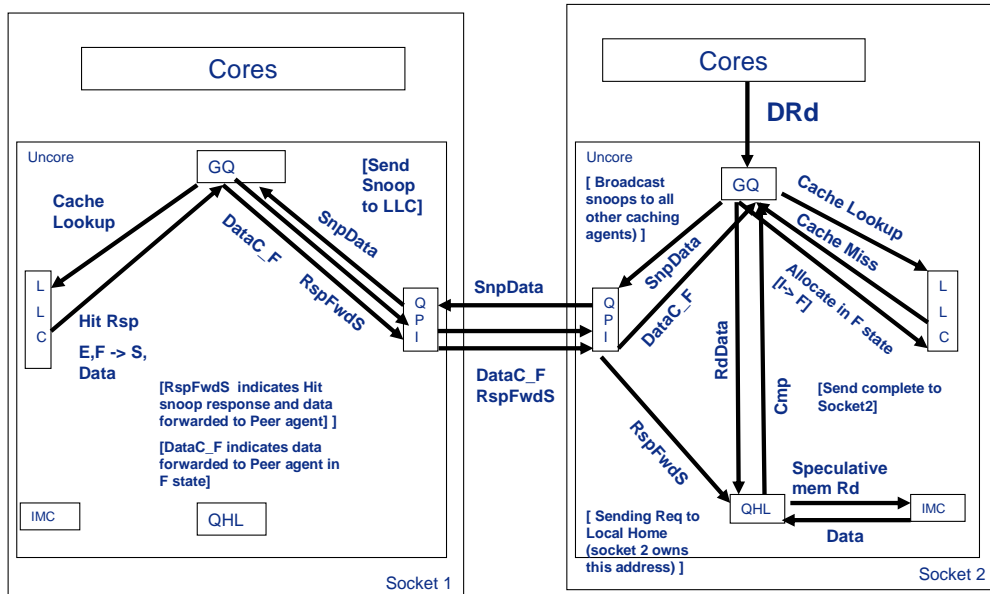 Cores
Uncore
GQ
[Send
Snoop
to LLC]
Cache
Lookup
SnpData
DataC_F
RspFwdS
L
L
C
Hit Rsp
E,F -> S,
Data
Q
P
I
[RspFwdS indicates Hit
snoop response and data
forwarded to Peer agent] ]
[DataC_F indicates data
forwarded to Peer agent in
F state]
IMC
QHL
Socket 1
SnpData
DataC_F
RspFwdS
Cores
DRd
Uncore
GQ
[ Broadcast
snoops to all
other caching
agents) ]
Cache Lookup
Cache Miss
Allocate in F state
[I-> F]
SnpData
DataC_F
Q
P
I
L
L
C
RdData
Cmp
[Send complete to
Socket2]
RspFwdS
Speculative
mem Rd
QHL
IMC
Data
[ Sending Req to
Local Home
(socket 2 owns
this address) ]
Socket 2